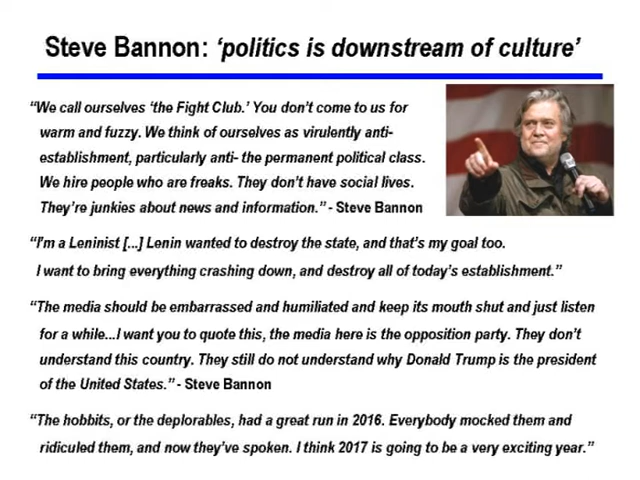 Steve Bannon: ‘politics is downstream of culture’
“We call ourselves ‘the Fight Club.’ You don’t come to us for
warm and fuzzy. We think of ourselves as virulently anti-
establishment, particularly anti- the permanent political class.
We hire people who are freaks. They don’t have social lives.
They’re junkies about news and information.” - Steve Bannon
“I’m a Leninist [...] Lenin wanted to destroy the state, and that’s my goal too.
I want to bring everything crashing down, and destroy all of today’s establishment.”
“The media should be embarrassed and humiliated and keep its mouth shut and just listen
for a while...I want you to quote this, the media here is the opposition party. They don’t
understand this country. They still do not understand why Donald Trump is the president
of the United States.” - Steve Bannon
“The hobbits, or the deplorables, had a great run in 2016. Everybody mocked them and
ridiculed them, and now they’ve spoken. I think 2017 is going to be a very exciting year.”